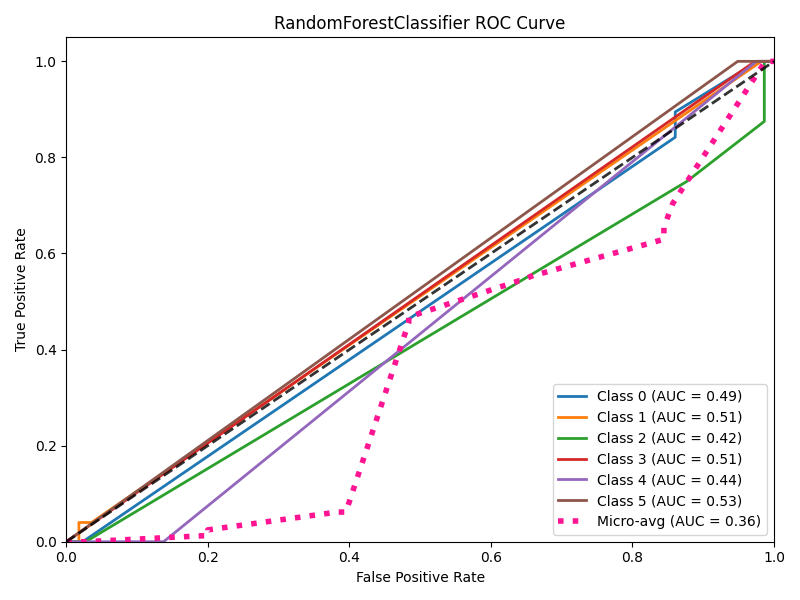 RandomForestClassifier ROC Curve
True Positive Rate
1.0
0.8
0.6
0.4
0.2
0.0
0.0 0.2 0.4 0.6 0.8 1.0
False Positive Rate
Class 0 (AUC = 0.49)
Class 1 (AUC = 0.51)
Class 2 (AUC = 0.42)
Class 3 (AUC = 0.51)
Class 4 (AUC = 0.44)
Class 5 (AUC = 0.53)
Micro-avg (AUC = 0.36)